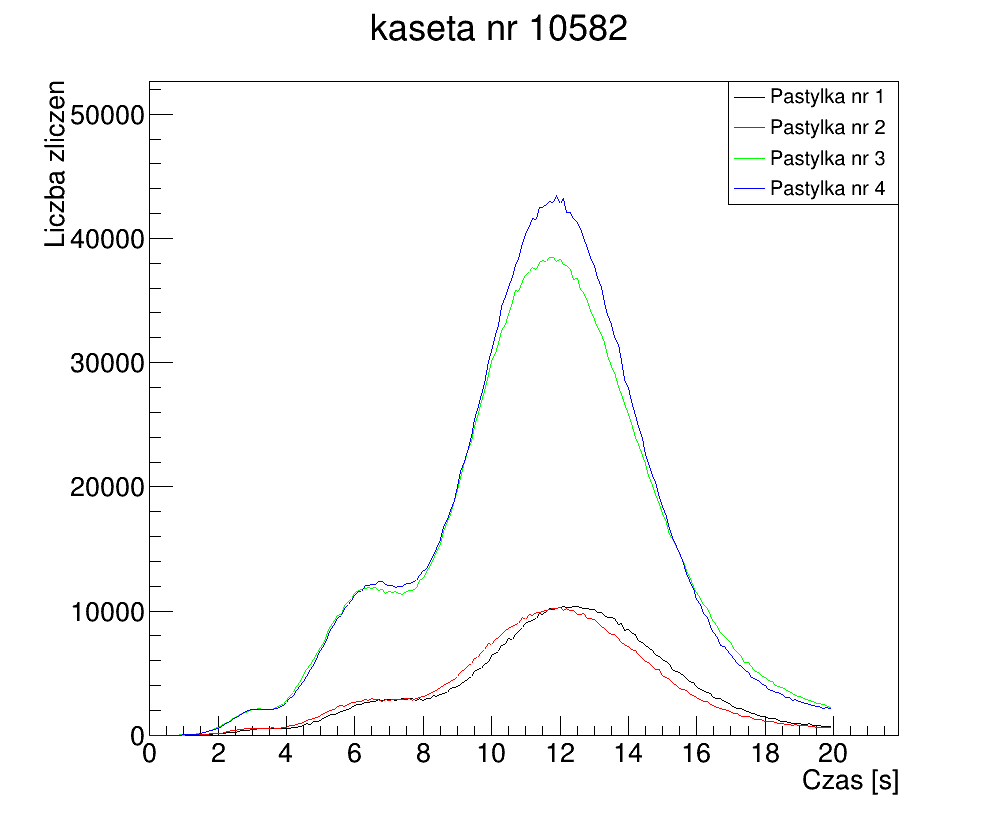 kaseta nr 10582
Liczba zliczen
50000
40000
30000
20000
10000
0
Pastylka nr 1
Pastylka nr 2
Pastylka nr 3
Pastylka nr 4
0 2 4 6 8 10 12 14 16 18 20
Czas [s]